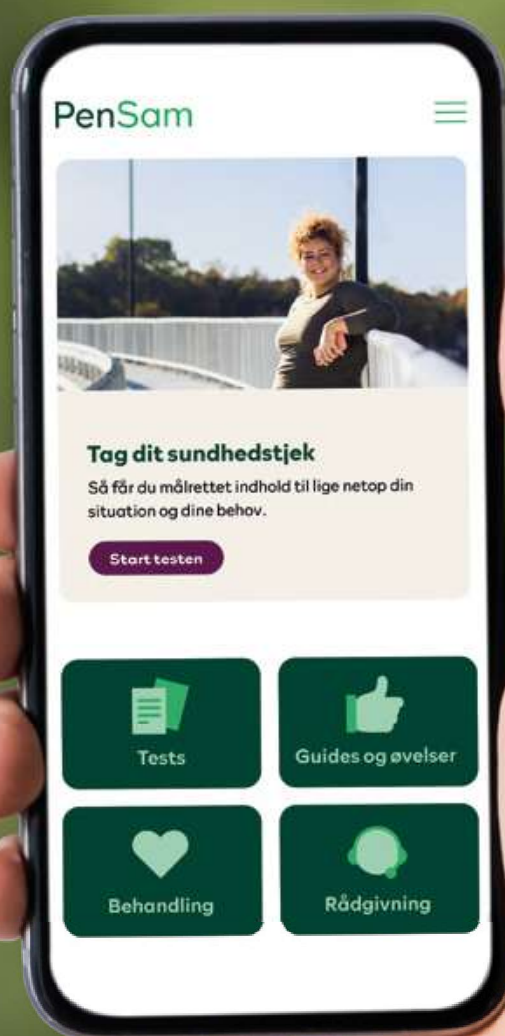 PenSam
Tag dit sundhedstjek
Så får du målrettet indhold til lige netop din
situation og dine behov.
Start testen
Tests
Guides og øvelser
Behandling
Rådgivning